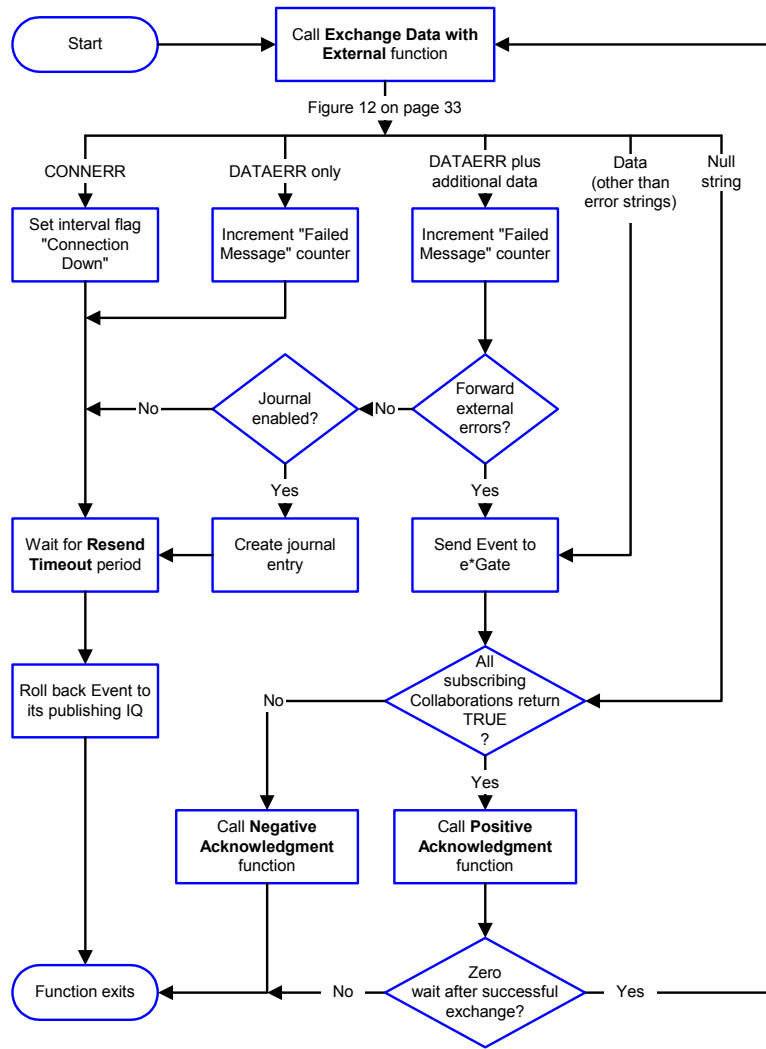 Start
Call Exchange Data with
External function
Figure 12 on page 33
CONNERR
DATAERR only
DATAERR plus
additional data
Data
(other than
error strings)
Null
string
Set interval flag
"Connection
Down"
Increment "Failed
Message" counter
Increment "Failed
Message" counter
Forward
external
errors?
No
Journal
enabled?
No
Yes
Yes
Wait for Resend
Timeout period
Create journal
entry
Send Event to
e*Gate
Roll back Event to
its publishing IQ
All
subscribing
Collaborations return
TRUE
?
No
Yes
Call Negative
Acknowledgment
function
Call Positive
Acknowledgment
function
Function exits
No
Zero
wait after successful
exchange?
Yes